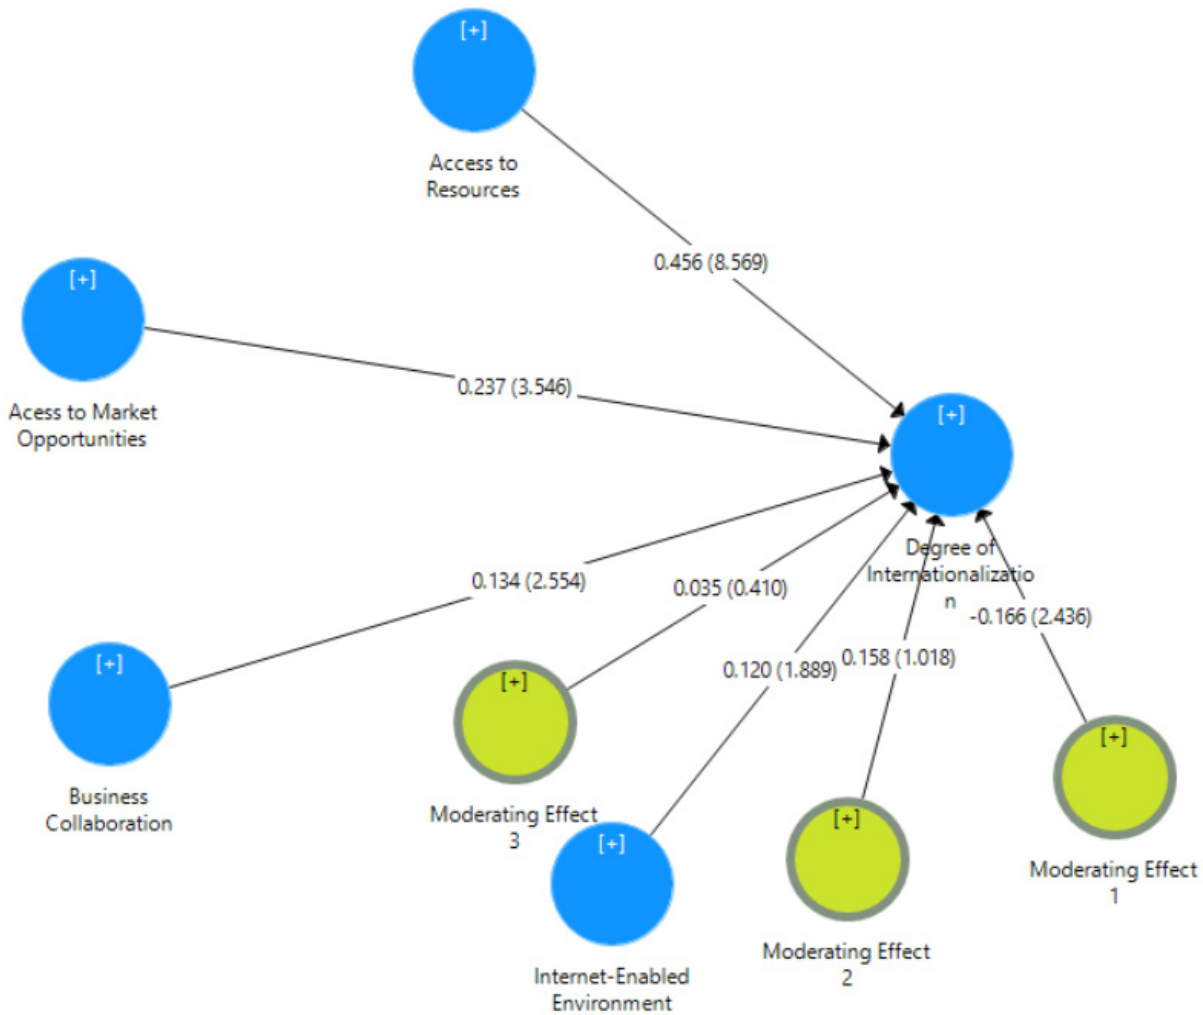 [+]
Access to
Resources
0.456 (8.569)
[+]
Acess to Market
Opportunities
0.237 (3.546)
[+]
Degree of
Internationalizatio
n
0.134 (2.554)
0.035 (0.410)
-0.166 (2.436)
0.120 (1.889)
0.158 (1.018)
[+]
Business
Collaboration
[+]
Moderating Effect
3
[+]
Internet-Enabled
Environment
[+]
Moderating Effect
2
[+]
Moderating Effect
1